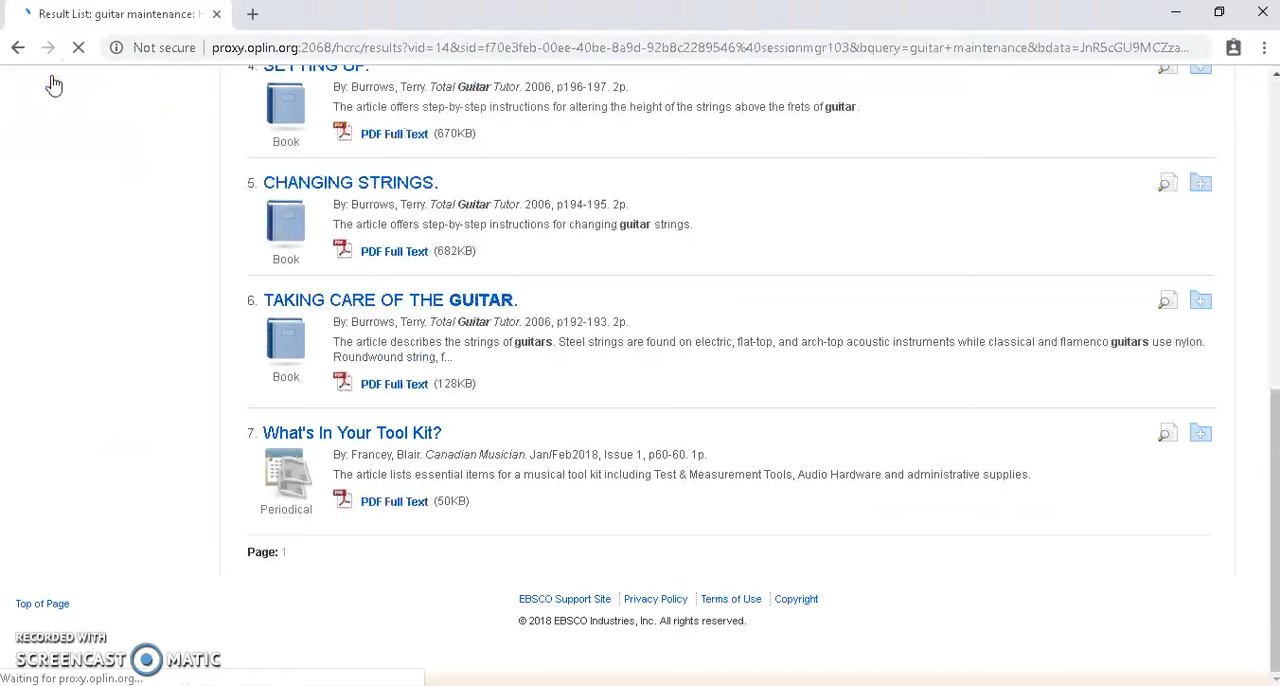 Result List: guitar maintenance: H
Not secure
proxy.oplin.org:2068/hcrc/results?vid=14&sid=f70e3feb-00ee-40be-8a9d-92b8c2289546%40sessionmgr103&bquery=guitar+maintenance&bdata=JnR5cGU9MCZza...
4. SETTING UP.
By: Burrows, Terry. Total Guitar Tutor. 2006, p196-197. 2p.
The article offers step-by-step instructions for altering the height of the strings above the frets of guitar.
Book
PDF Full Text (670KB)
5. CHANGING STRINGS.
By: Burrows, Terry. Total Guitar Tutor. 2006, p194-195. 2p.
The article offers step-by-step instructions for changing guitar strings.
PDF Full Text (682KB)
Book
6. TAKING CARE OF THE GUITAR.
By: Burrows, Terry. Total Guitar Tutor. 2006, p192-193. 2p.
The article describes the strings of guitars. Steel strings are found on electric, flat-top, and arch-top acoustic instruments while classical and flamenco guitars use nylon.
Roundwound string, f...
Book
PDF Full Text (128KB)
7. What's In Your Tool Kit?
By: Francey, Blair. Canadian Musician. Jan/Feb2018, Issue 1, p60-60. 1p.
The article lists essential items for a musical tool kit including Test & Measurement Tools, Audio Hardware and administrative supplies.
PDF Full Text (50KB)
Periodical
Page: 1
Top of Page
EBSCO Support Site Privacy Policy Terms of Use Copyright
© 2018 EBSCO Industries, Inc. All rights reserved.
RECORDED WITH
SCREENCAST MATIC
Waiting for proxy.oplin.org...